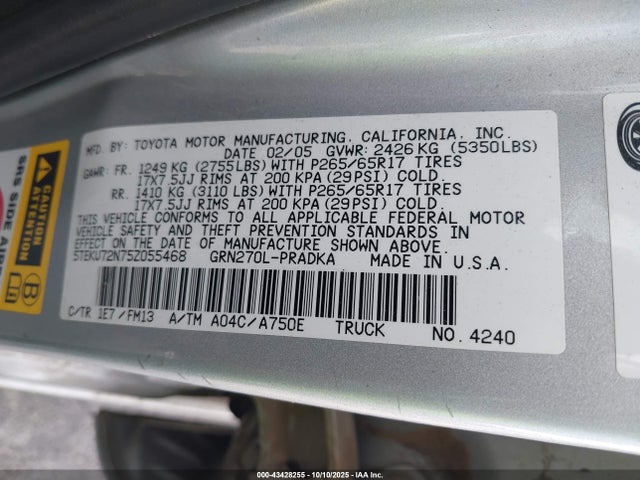 MFD. BY: TOYOTA MOTOR MANUFACTURING. CALIFORNIA. INC.
DATE 02/05 GVWR: 2426 KG (5350LBS)
GAWR: FR. 1249 KG (2755LBS) WITH P265/65R17 TIRES
17X7.5JJ RIMS AT 200 KPA (29PSI) COLD.
RR. 1410 KG (3110 LBS) WITH P265/65R17 TIRES
17X7.5JJ RIMS AT 200 KPA (29PSI) COLD.
THIS VEHICLE CONFORMS TO ALL APPLICABLE FEDERAL MOTOR
VEHICLE SAFETY AND THEFT PREVENTION STANDARDS IN
EFFECT ON THE DATE OF MANUFACTURE SHOWN ABOVE.
5TEKU72N75Z055468 GRN270L-PRADKA MADE IN U.S.A.
C/TR 1E7 / FM13 A/TM A04C/A750E TRUCK NO. 4240
SRS SIDE AIR
ATTENTION
B
000-43428255 - 10/10/2025 - IAA Inc.